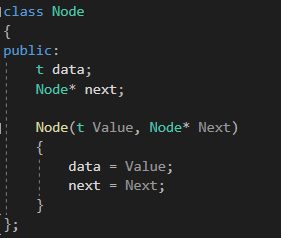 class Node
{
public:
    t data;
    Node* next;

    Node(t Value, Node* Next)
    {
        data = Value;
        next = Next;
    }
};